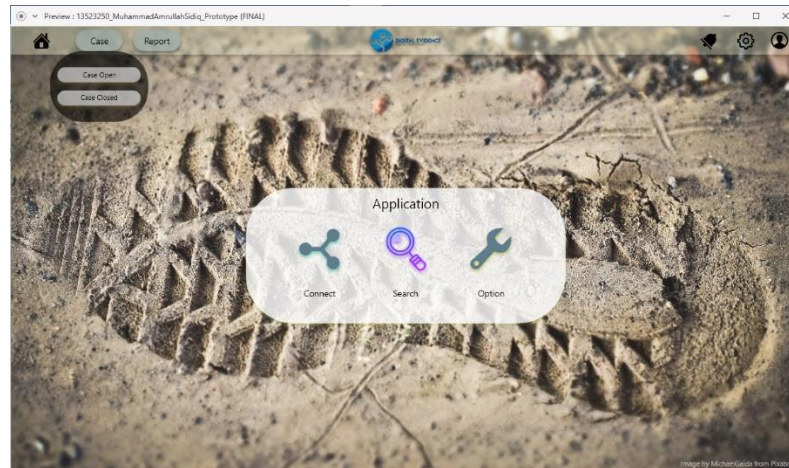 Preview : 13523250_MuhammadAmrullahSidiq_Prototype (FINAL)
Case Report DIGITAL EVIDENCE
Case Open
Case Closed
Application
Connect Search Option
Image by MichaelGaida from Pixabay